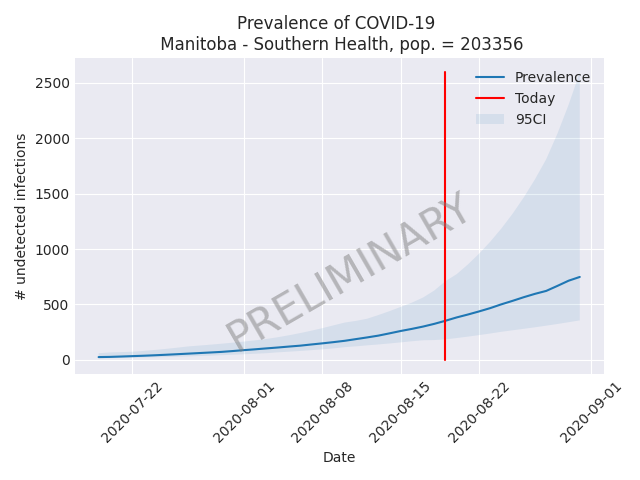 Prevalence of COVID-19
Manitoba - Southern Health, pop. = 203356
Prevalence
Today
95CI
# undetected infections
2500
2000
1500
1000
500
0
PRELIMINARY
2020-07-22
2020-08-01
2020-08-08
2020-08-15
2020-08-22
2020-09-01
Date